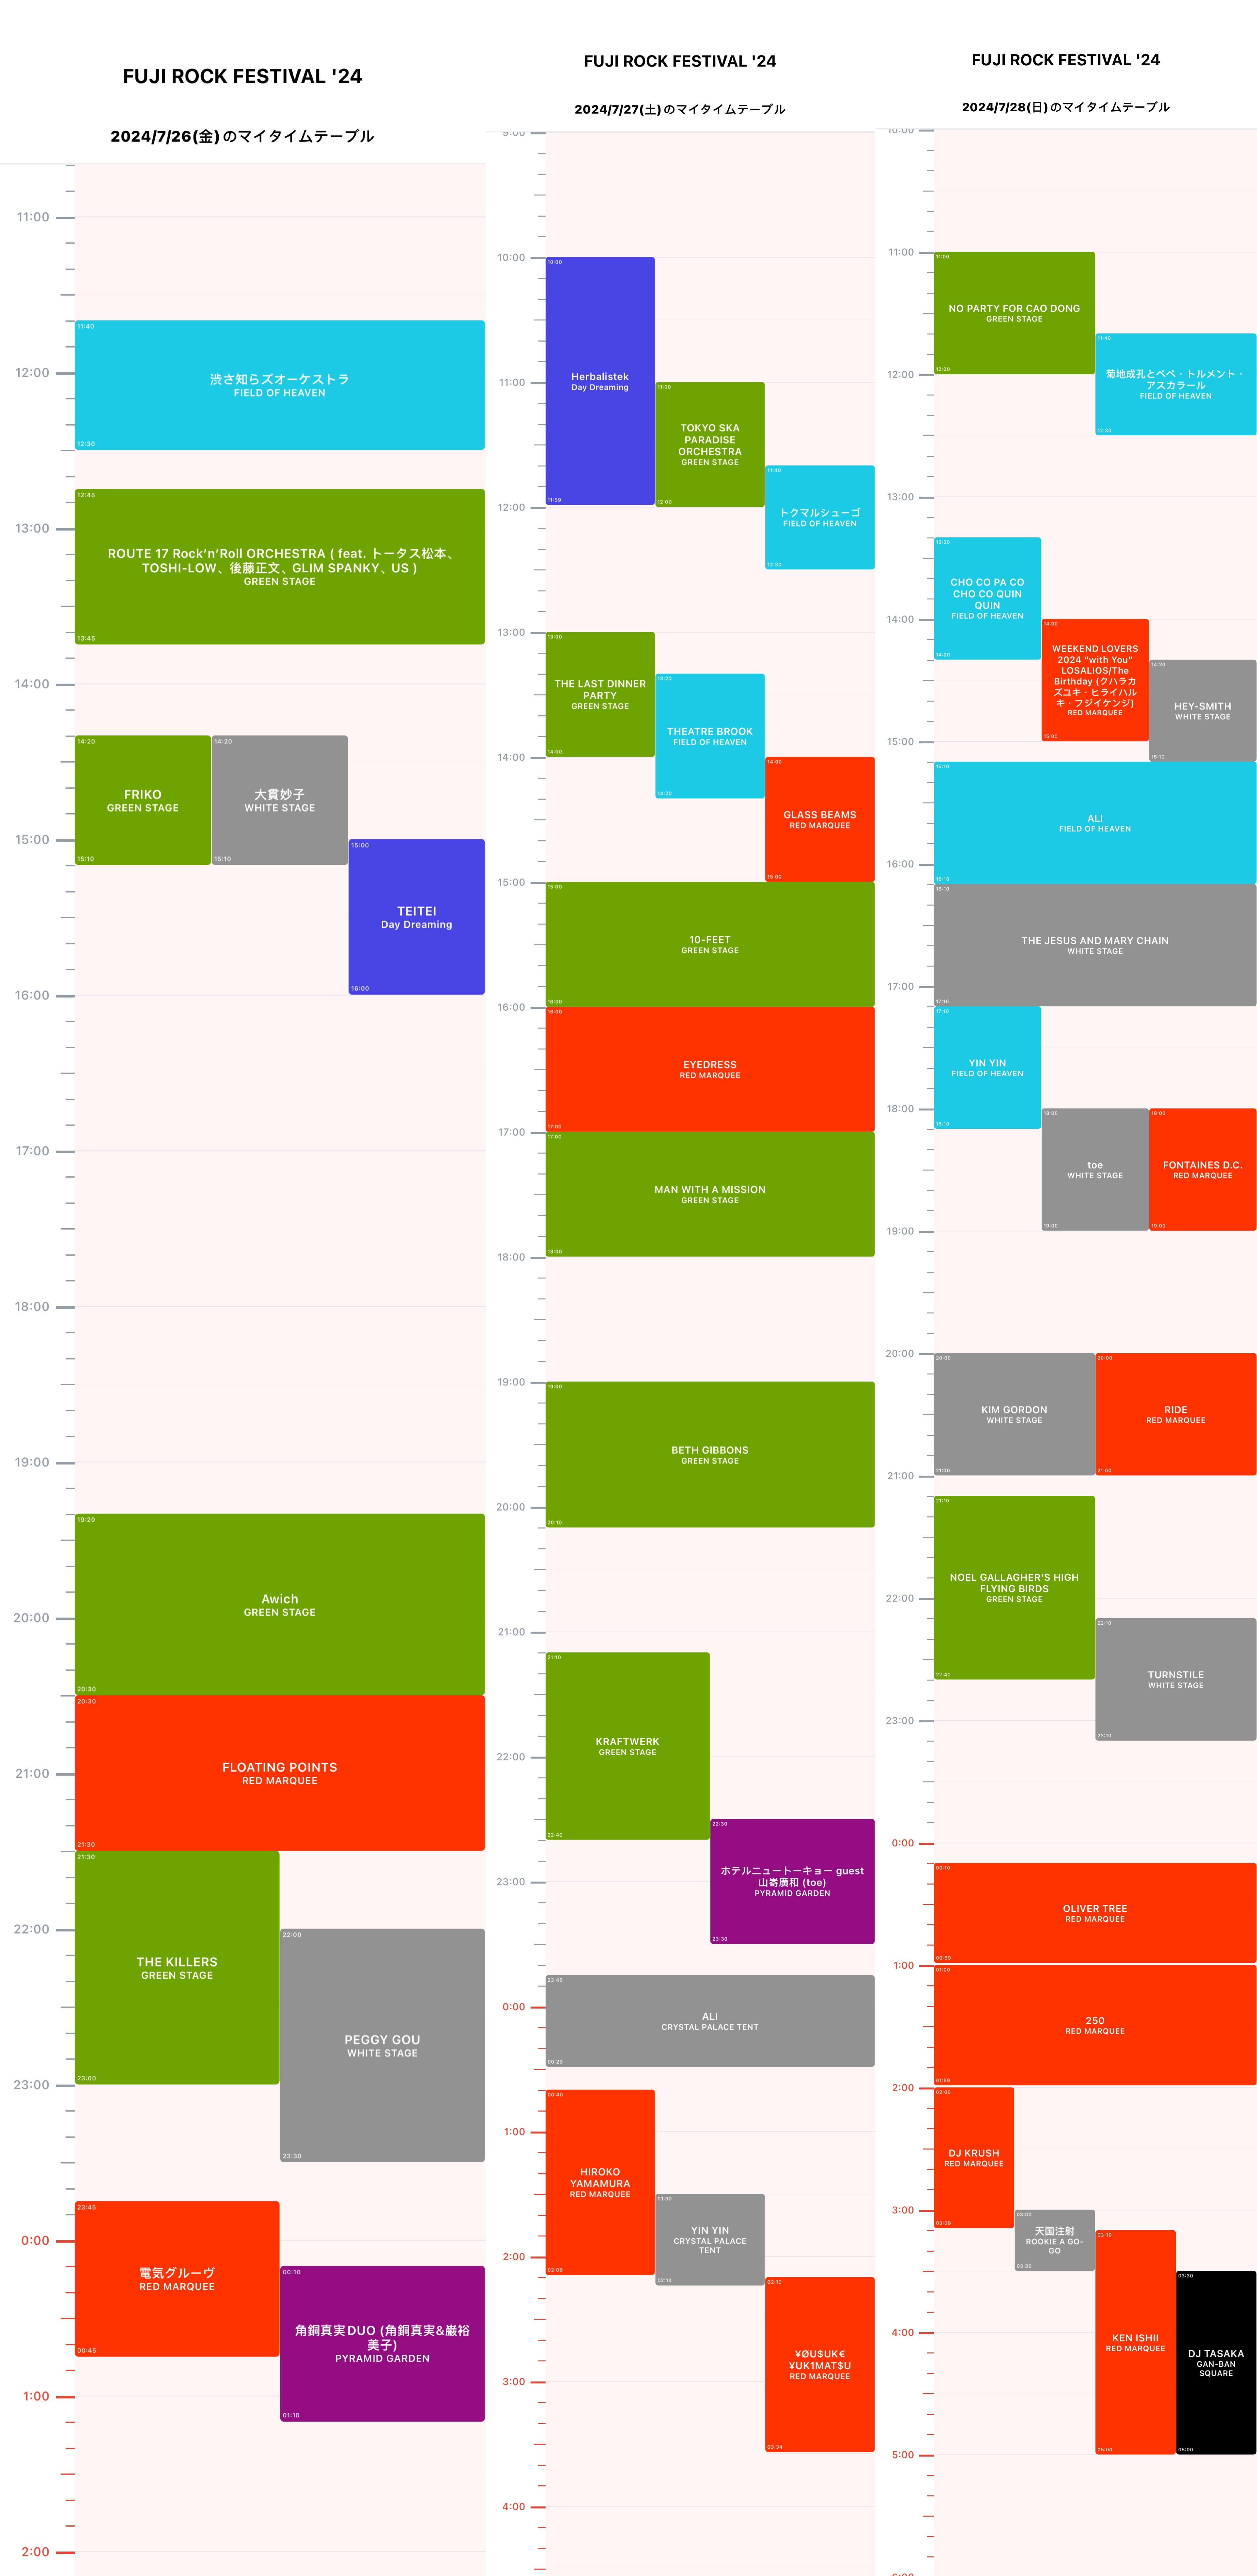 FUJI ROCK FESTIVAL '24
2024/7/26(金)のマイタイムテーブル
11:00
11:40
12:00
渋さ知らズオーケストラ
FIELD OF HEAVEN
12:30
12:45
13:00
ROUTE 17 Rock'n'Roll ORCHESTRA ( feat. トータス松本、
TOSHI-LOW、後藤正文、GLIM SPANKY、US )
GREEN STAGE
13:45
14:00
14:20
FRIKO
GREEN STAGE
15:10
14:20
大貫妙子
WHITE STAGE
15:10
15:00
15:00
TEITEI
Day Dreaming
16:00
16:00
17:00
18:00
19:00
19:20
Awich
GREEN STAGE
20:00
20:30
20:30
FLOATING POINTS
RED MARQUEE
21:00
21:30
21:30
THE KILLERS
GREEN STAGE
23:00
22:00
22:00
PEGGY GOU
WHITE STAGE
23:30
23:00
23:45
電気グルーヴ
RED MARQUEE
00:45
0:00
00:10
角銅真実DUO (角銅真実&巌裕
美子)
PYRAMID GARDEN
01:10
1:00
2:00
FUJI ROCK FESTIVAL '24
2024/7/27(土)のマイタイムテーブル
9:00
10:00
10:00
Herbalistek
Day Dreaming
11:59
11:00
11:00
TOKYO SKA
PARADISE
ORCHESTRA
GREEN STAGE
12:00
11:40
トクマルシューゴ
FIELD OF HEAVEN
12:30
12:00
13:00
13:00
THE LAST DINNER
PARTY
GREEN STAGE
14:00
13:20
THEATRE BROOK
FIELD OF HEAVEN
14:20
14:00
14:00
GLASS BEAMS
RED MARQUEE
15:00
15:00
15:00
10-FEET
GREEN STAGE
16:00
16:00
16:00
EYEDRESS
RED MARQUEE
17:00
17:00
17:00
MAN WITH A MISSION
GREEN STAGE
18:00
18:00
19:00
19:00
BETH GIBBONS
GREEN STAGE
20:00
20:10
21:00
21:10
KRAFTWERK
GREEN STAGE
22:40
22:00
22:30
ホテルニュートーキョー guest
山嵜廣和 (toe)
PYRAMID GARDEN
23:30
23:00
23:45
0:00
ALI
CRYSTAL PALACE TENT
00:29
00:40
HIROKO
YAMAMURA
RED MARQUEE
02:09
1:00
01:30
YIN YIN
CRYSTAL PALACE
TENT
02:14
2:00
02:10
¥ØU$UK€
¥UK1MAT$U
RED MARQUEE
03:34
3:00
4:00
FUJI ROCK FESTIVAL '24
2024/7/28(日)のマイタイムテーブル
10:00
11:00
11:00
NO PARTY FOR CAO DONG
GREEN STAGE
12:00
11:40
菊地成孔とペペ・トルメント・
アスカラール
FIELD OF HEAVEN
12:30
12:00
13:00
13:20
CHO CO PA CO
CHO CO QUIN
QUIN
FIELD OF HEAVEN
14:20
14:00
14:00
WEEKEND LOVERS
2024 "with You"
LOSALIOS/The
Birthday (クハラカ
ズユキ・ヒライハル
キ・フジイケンジ)
RED MARQUEE
15:00
14:20
HEY-SMITH
WHITE STAGE
15:10
15:00
15:10
ALI
FIELD OF HEAVEN
16:10
16:00
16:10
THE JESUS AND MARY CHAIN
WHITE STAGE
17:10
17:00
17:10
YIN YIN
FIELD OF HEAVEN
18:10
18:00
18:00
toe
WHITE STAGE
19:00
18:00
FONTAINES D.C.
RED MARQUEE
19:00
19:00
20:00
20:00
KIM GORDON
WHITE STAGE
21:00
20:00
RIDE
RED MARQUEE
21:00
21:00
21:10
NOEL GALLAGHER'S HIGH
FLYING BIRDS
GREEN STAGE
22:40
22:00
22:10
TURNSTILE
WHITE STAGE
23:10
23:00
0:00
00:10
OLIVER TREE
RED MARQUEE
00:59
1:00
01:00
250
RED MARQUEE
01:59
2:00
02:00
DJ KRUSH
RED MARQUEE
03:09
3:00
03:00
天国注射
ROOKIE A GO-
GO
03:30
03:10
KEN ISHII
RED MARQUEE
05:00
03:30
DJ TASAKA
GAN-BAN
SQUARE
05:00
4:00
5:00